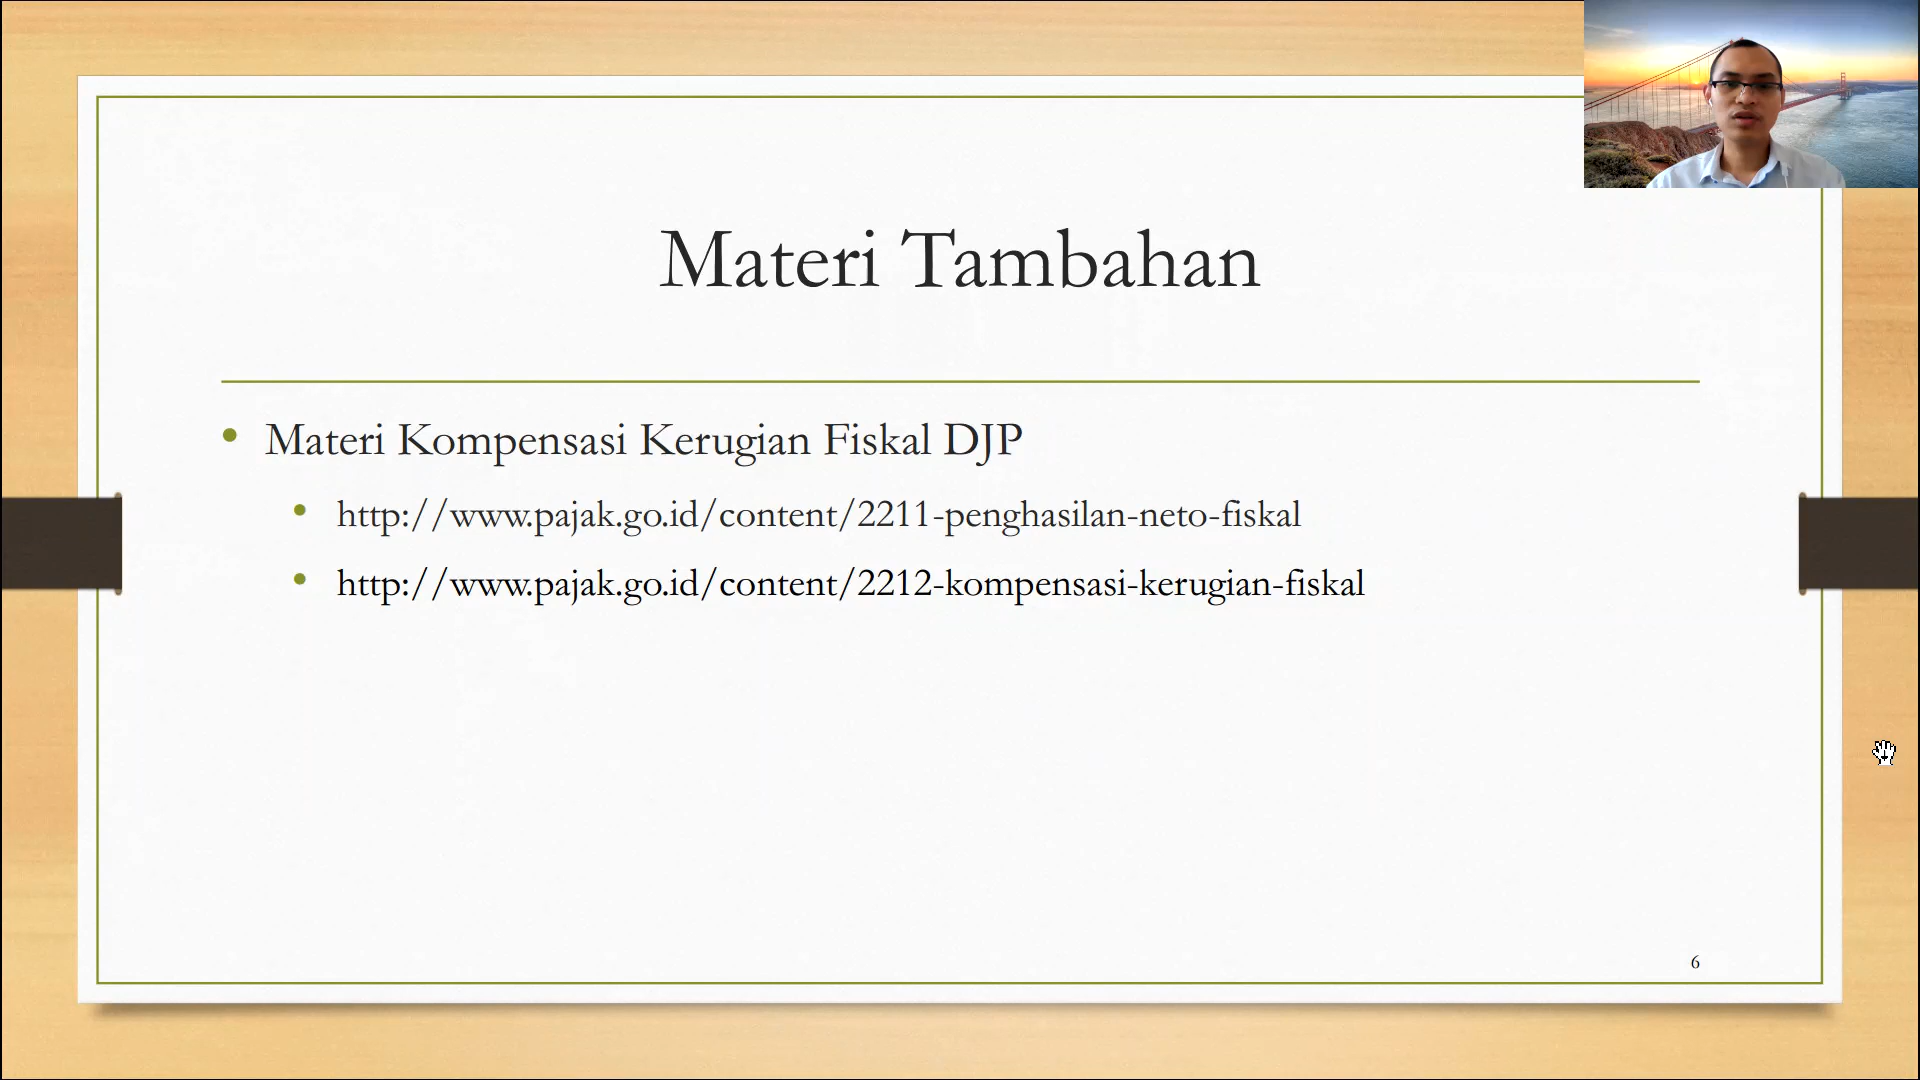 Materi Tambahan
Materi Kompensasi Kerugian Fiskal DJP
http://www.pajak.go.id/content/2211-penghasilan-neto-fiskal
http://www.pajak.go.id/content/2212-kompensasi-kerugian-fiskal
6